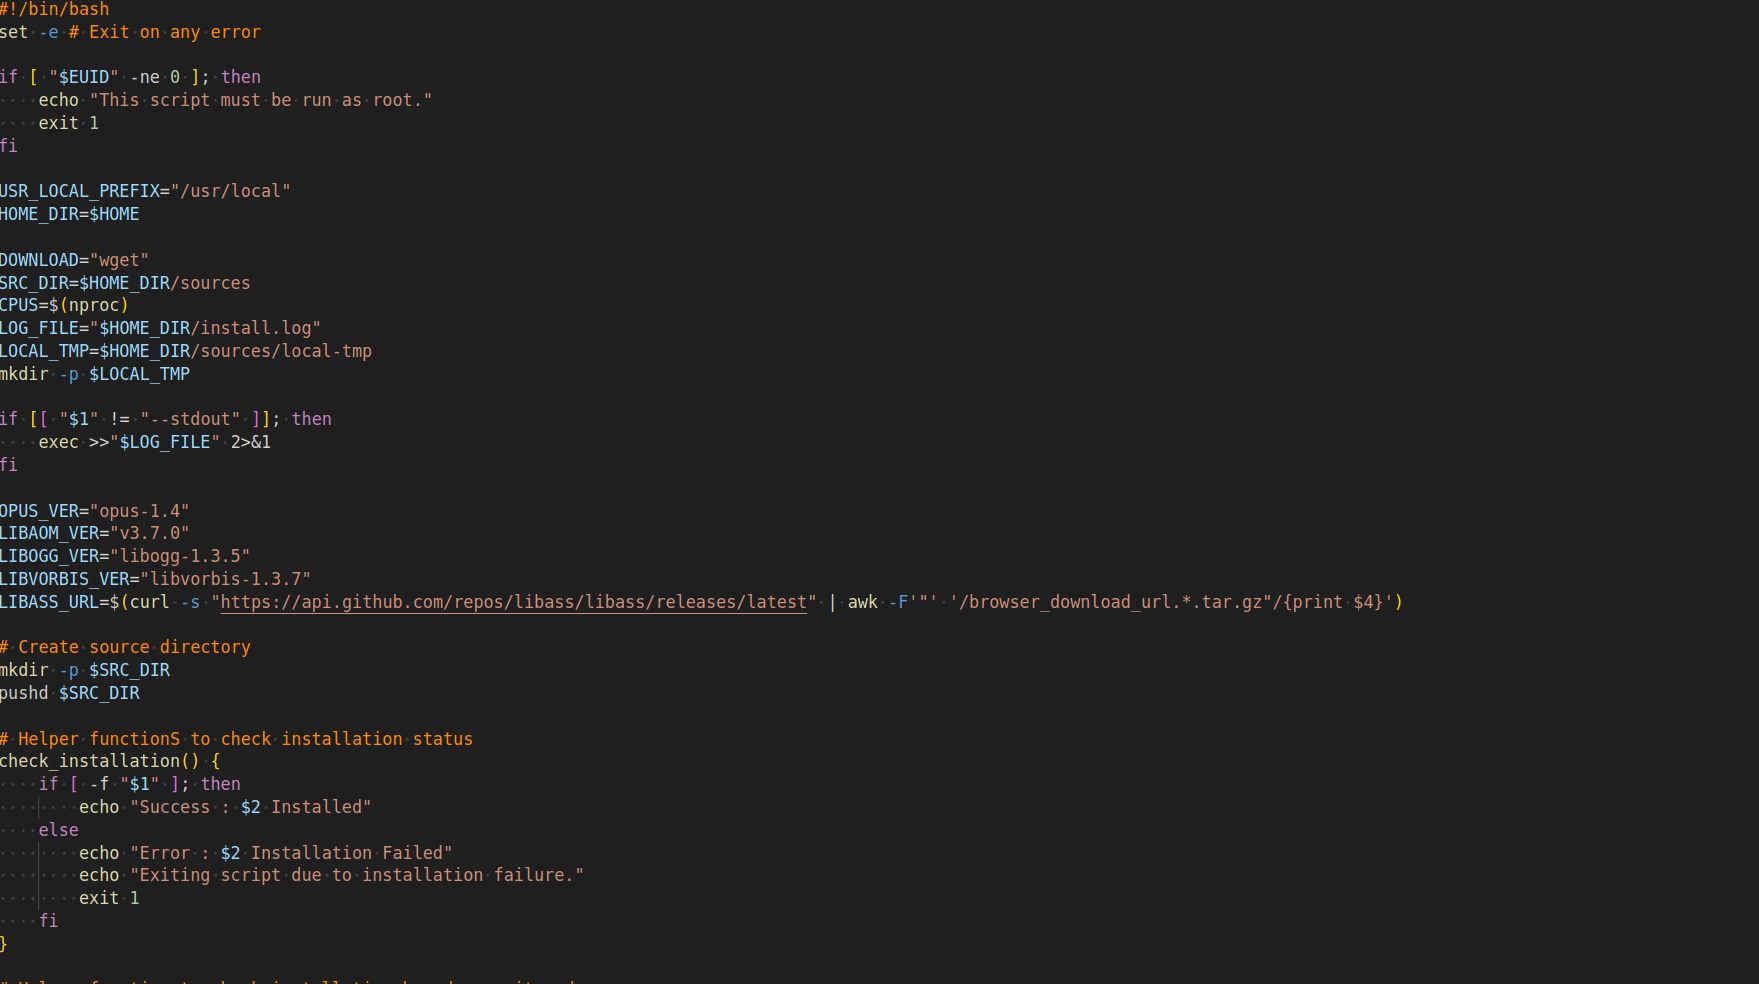 #!/bin/bash
set -e # Exit on any error
if [ "$EUID" -ne 0 ]; then
echo "This script must be run as root."
exit 1
fi
USR_LOCAL_PREFIX="/usr/local"
HOME_DIR=$HOME
DOWNLOAD="wget"
SRC_DIR=$HOME_DIR/sources
CPUS=$(nproc)
LOG_FILE="$HOME_DIR/install.log"
LOCAL_TMP=$HOME_DIR/sources/local-tmp
mkdir -p $LOCAL_TMP
if [[ "$1" != "--stdout" ]]; then
exec >>"$LOG_FILE" 2>&1
fi
OPUS_VER="opus-1.4"
LIBAOM_VER="v3.7.0"
LIBOGG_VER="libogg-1.3.5"
LIBVORBIS_VER="libvorbis-1.3.7"
LIBASS_URL=$(curl -s "https://api.github.com/repos/libass/libass/releases/latest" | awk -F'"' '/browser_download_url.*.tar.gz"/{print $4}')
# Create source directory
mkdir -p $SRC_DIR
pushd $SRC_DIR
# Helper functionS to check installation status
check_installation() {
if [ -f "$1" ]; then
echo "Success : $2 Installed"
else
echo "Error : $2 Installation Failed"
echo "Exiting script due to installation failure."
exit 1
fi
}